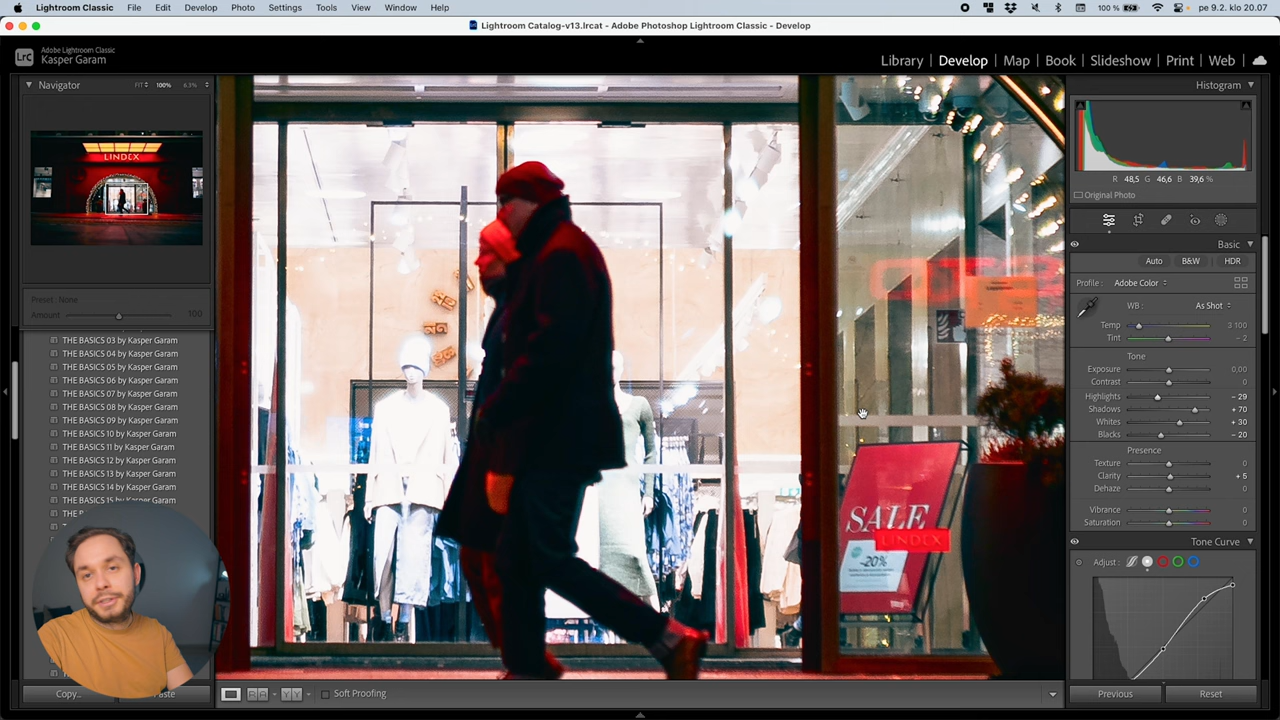 Lightroom Classic File Edit Develop Photo Settings Tools View Window Help
100 % pe 9.2. klo 20.07
Lightroom Catalog-v13.lrcat - Adobe Photoshop Lightroom Classic - Develop
Lrc
Adobe Lightroom Classic
Kasper Garam
Library | Develop | Map | Book | Slideshow | Print | Web
Navigator
FIT 100% 6.3%
LINDEX
Preset: None
Amount 100
THE BASICS 03 by Kasper Garam
THE BASICS 04 by Kasper Garam
THE BASICS 05 by Kasper Garam
THE BASICS 06 by Kasper Garam
THE BASICS 07 by Kasper Garam
THE BASICS 08 by Kasper Garam
THE BASICS 09 by Kasper Garam
THE BASICS 10 by Kasper Garam
THE BASICS 11 by Kasper Garam
THE BASICS 12 by Kasper Garam
THE BASICS 13 by Kasper Garam
THE BASICS 14 by Kasper Garam
THE BASICS 15 by Kasper Garam
Copy...
Paste
SALE
LINDEX
-20%
Soft Proofing
Histogram
R 48,5 G 46,6 B 39,6 %
Original Photo
Basic
Auto B&W HDR
Profile : Adobe Color
WB : As Shot
Temp 3 100
Tint - 2
Tone
Exposure 0,00
Contrast 0
Highlights - 29
Shadows + 70
Whites + 30
Blacks - 20
Presence
Texture 0
Clarity + 5
Dehaze 0
Vibrance 0
Saturation 0
Tone Curve
Adjust :
Previous
Reset